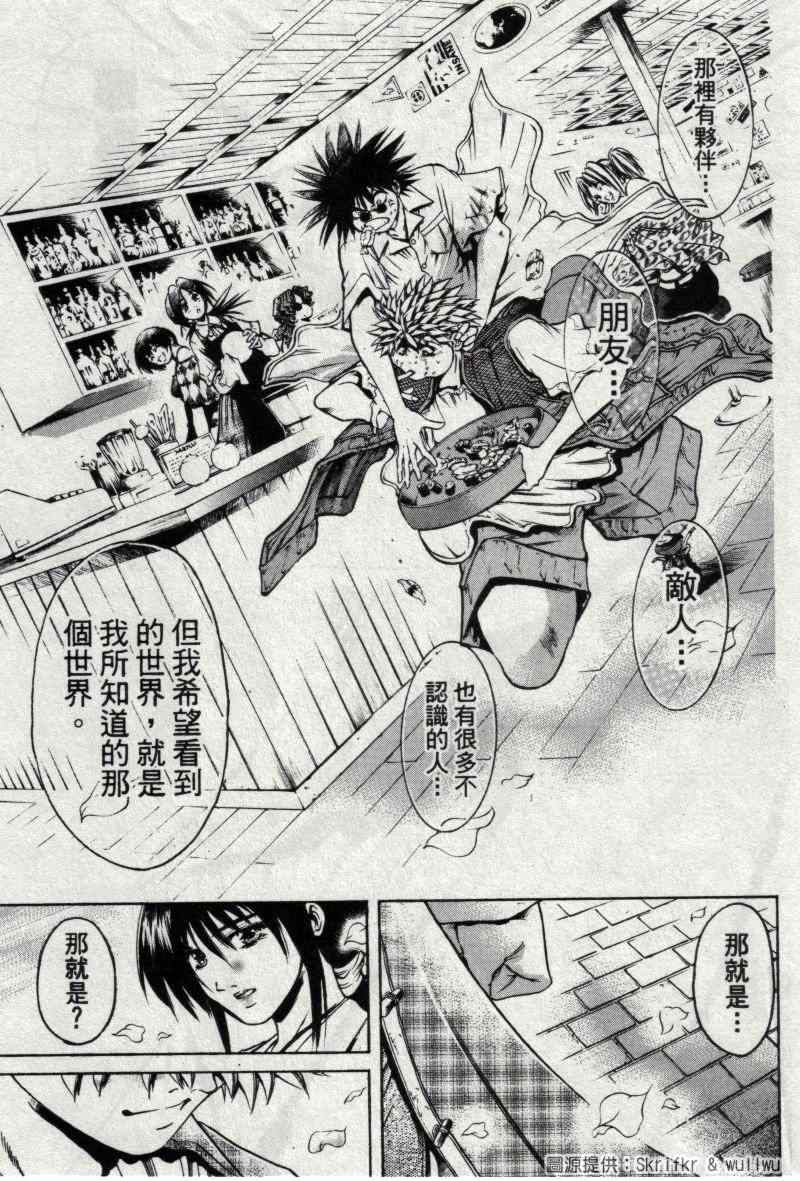 那裡有夥伴…
朋友…
敵人…
也有很多不
認識的人…
但我希望看到
的世界，就是
我所知道的那
個世界。
那就是…
那就是？
MENU
圖源提供：Skrlfkr & wullwu